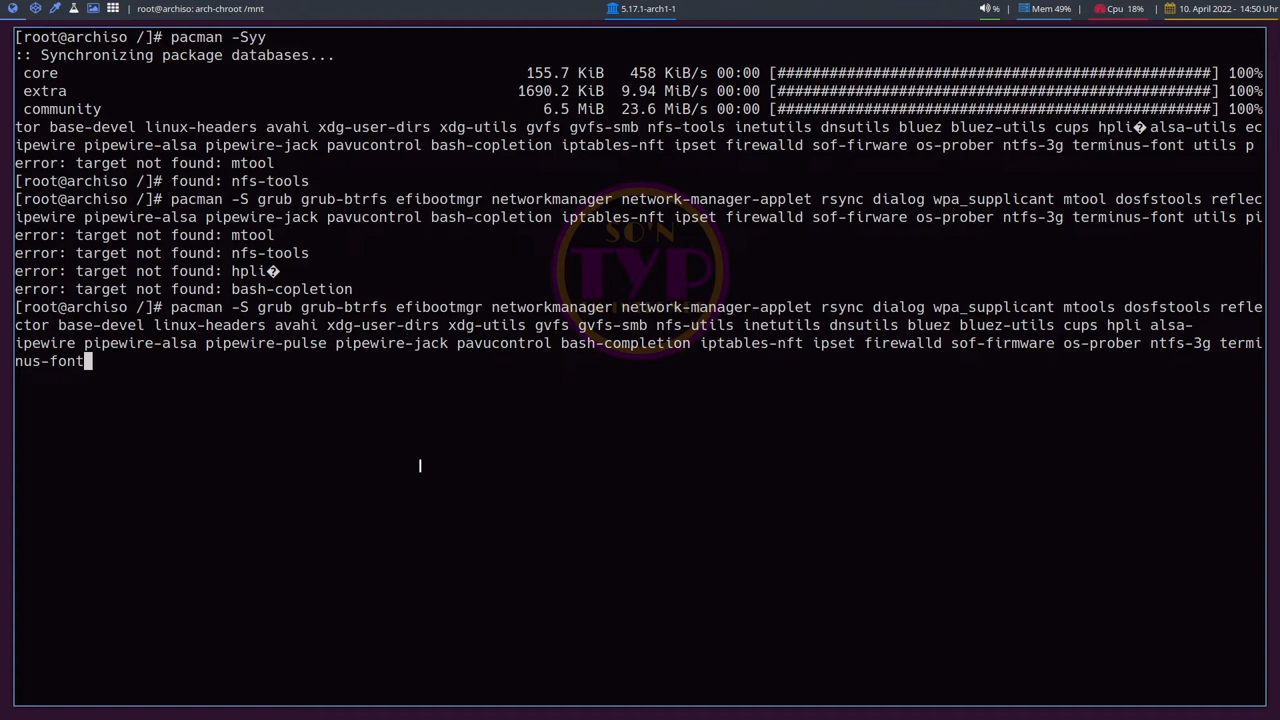 root@archiso: arch-chroot /mnt
5.17.1-arch1-1
% | Mem 49% | Cpu 18% | 10. April 2022 - 14:50 Uhr
[root@archiso /]# pacman -Syy
:: Synchronizing package databases...
core 155.7 KiB 458 KiB/s 00:00 [##################################################] 100%
extra 1690.2 KiB 9.94 MiB/s 00:00 [##################################################] 100%
community 6.5 MiB 23.6 MiB/s 00:00 [##################################################] 100%
tor base-devel linux-headers avahi xdg-user-dirs xdg-utils gvfs gvfs-smb nfs-tools inetutils dnsutils bluez bluez-utils cups hpli�alsa-utils ec
ipewire pipewire-alsa pipewire-jack pavucontrol bash-copletion iptables-nft ipset firewalld sof-firware os-prober ntfs-3g terminus-font utils p
error: target not found: mtool
[root@archiso /]# found: nfs-tools
[root@archiso /]# pacman -S grub grub-btrfs efibootmgr networkmanager network-manager-applet rsync dialog wpa_supplicant mtool dosfstools reflec
ipewire pipewire-alsa pipewire-jack pavucontrol bash-copletion iptables-nft ipset firewalld sof-firware os-prober ntfs-3g terminus-font utils pi
error: target not found: mtool
error: target not found: nfs-tools
error: target not found: hpli�
error: target not found: bash-copletion
[root@archiso /]# pacman -S grub grub-btrfs efibootmgr networkmanager network-manager-applet rsync dialog wpa_supplicant mtools dosfstools refle
ctor base-devel linux-headers avahi xdg-user-dirs xdg-utils gvfs gvfs-smb nfs-utils inetutils dnsutils bluez bluez-utils cups hpli alsa-
ipewire pipewire-alsa pipewire-pulse pipewire-jack pavucontrol bash-completion iptables-nft ipset firewalld sof-firmware os-prober ntfs-3g termi
nus-font
SO'N
TYP